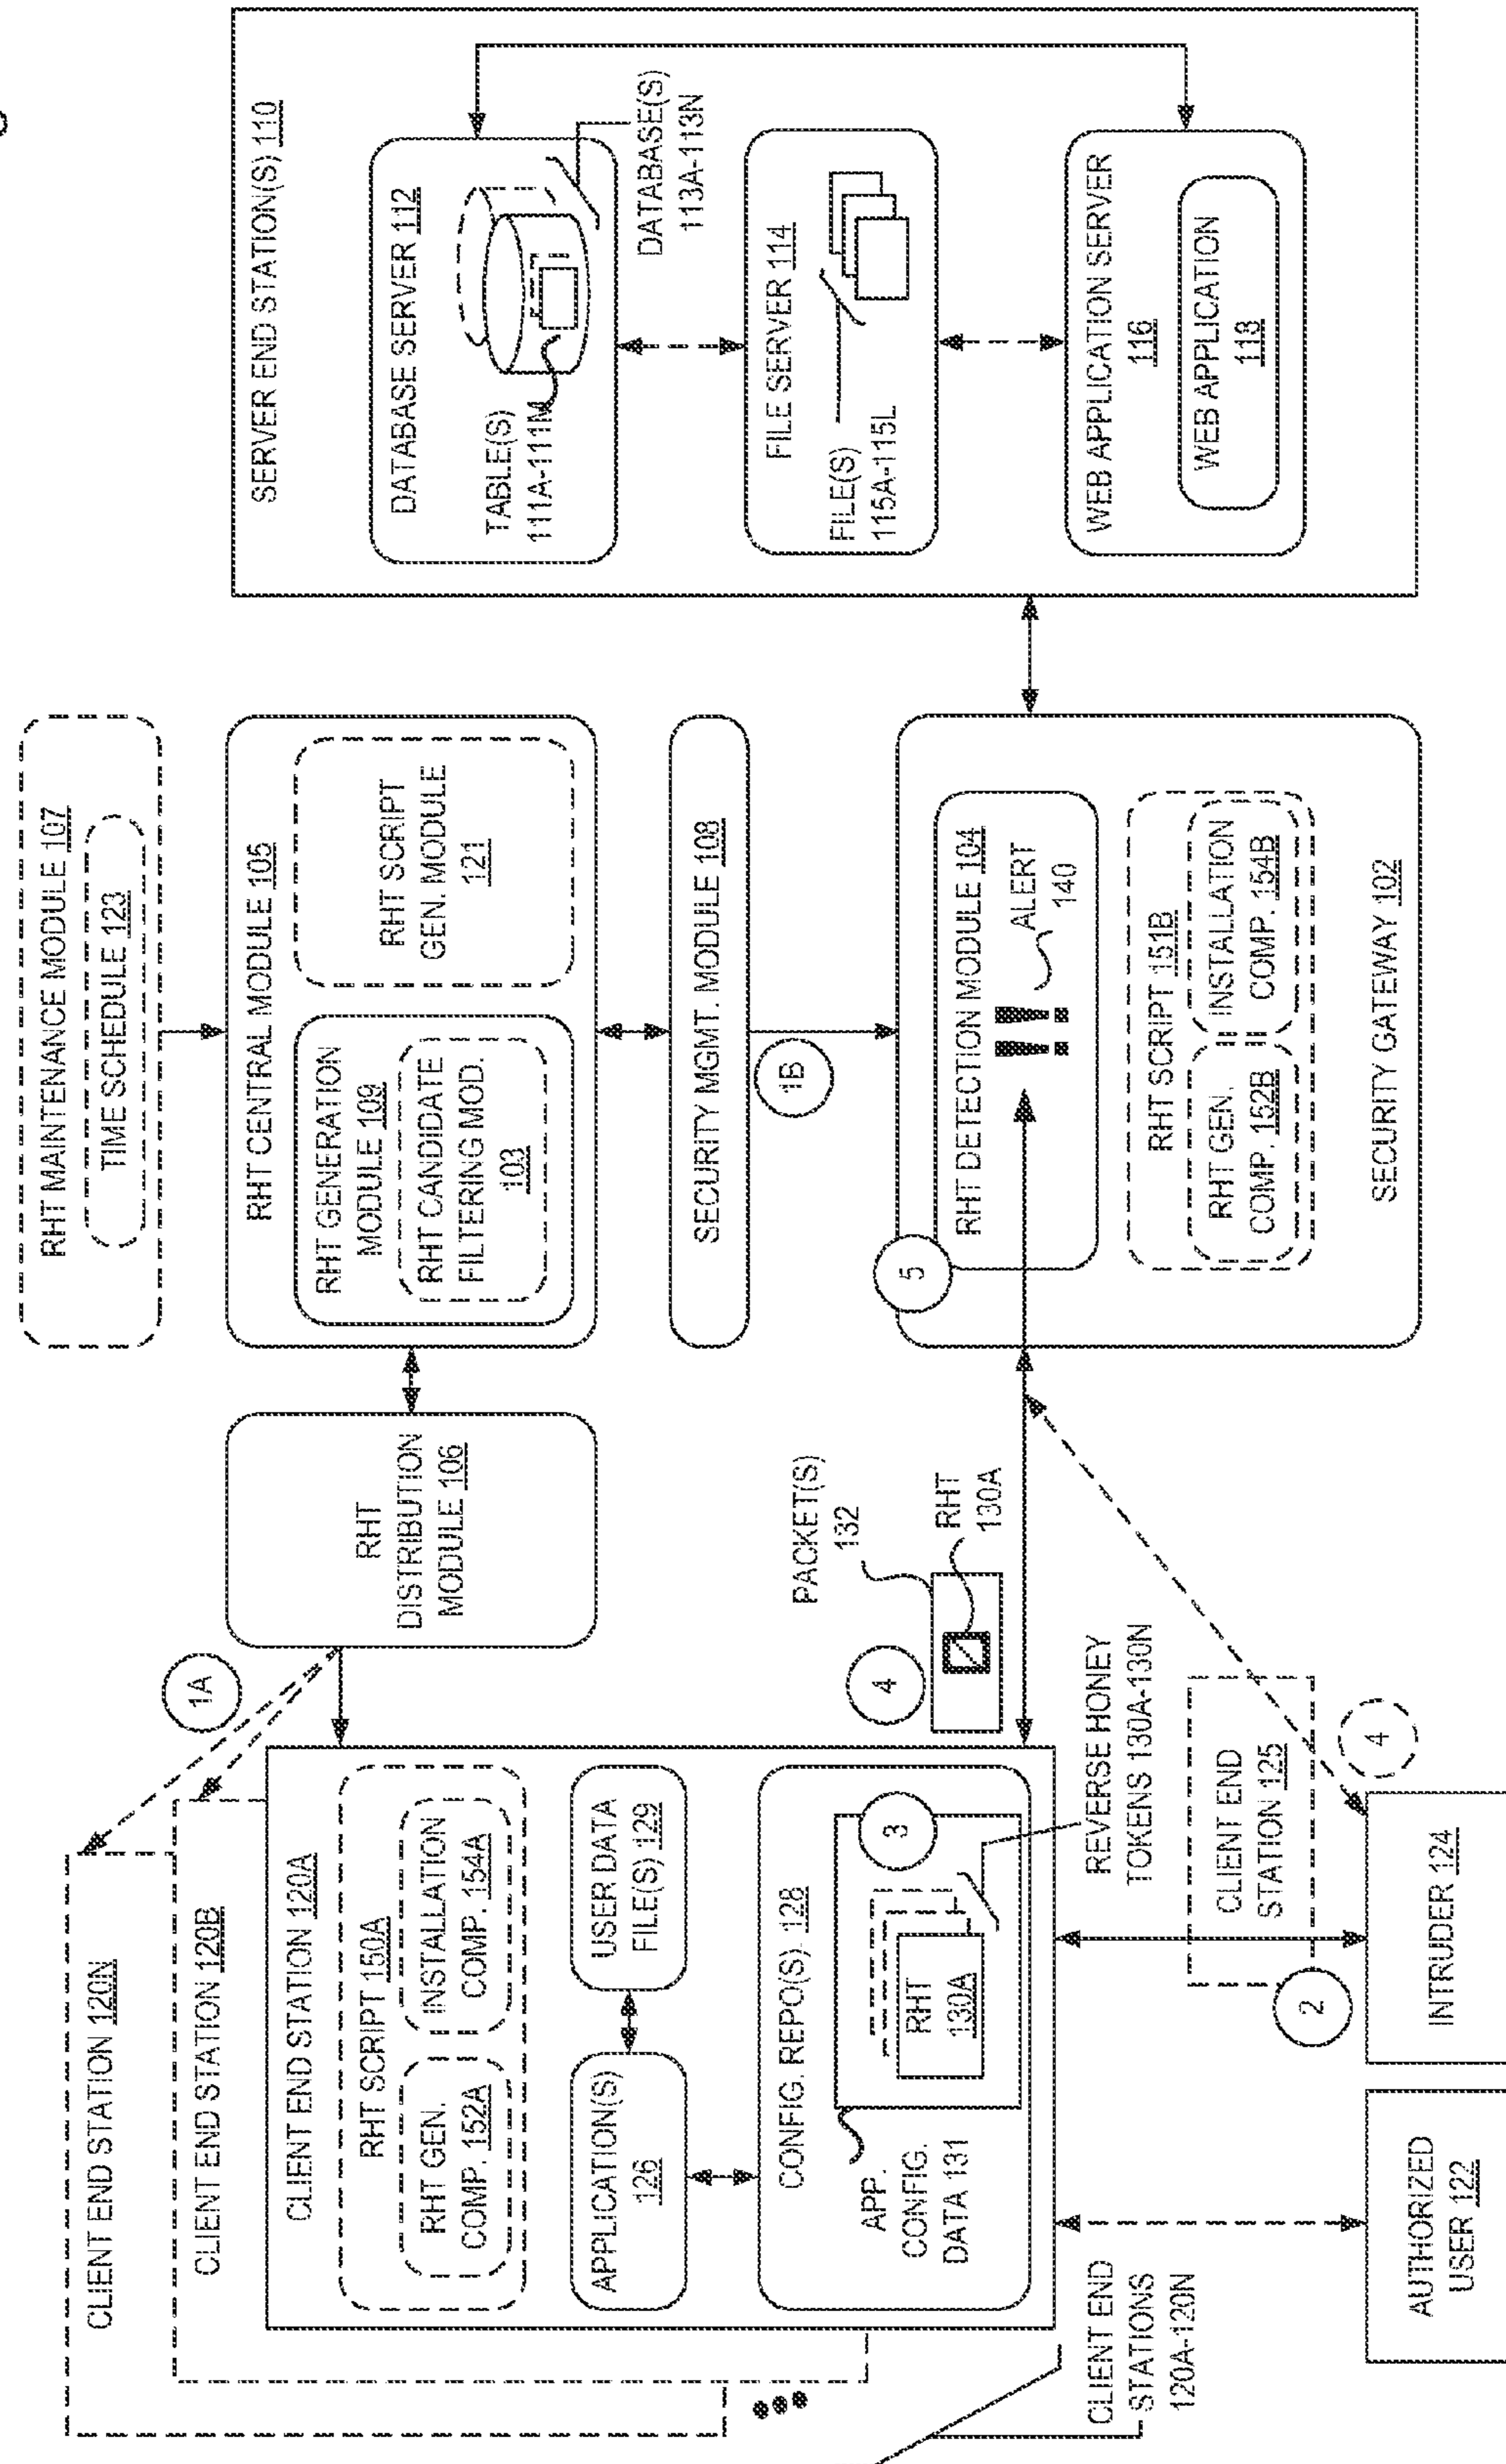 RHT MAINTENANCE MODULE 107
TIME SCHEDULE 123
CLIENT END STATION 120N
CLIENT END STATION 120B
CLIENT END STATION 120A
RHT SCRIPT 150A
RHT GEN.
COMP. 152A
INSTALLATION
COMP. 154A
APPLICATION(S)
126
USER DATA
FILE(S) 129
CONFIG. REPO(S) 128
APP.
CONFIG.
DATA 131
RHT
130A
3
REVERSE HONEY
TOKENS 130A-130N
CLIENT END
STATIONS
120A-120N
AUTHORIZED
USER 122
INTRUDER 124
2
CLIENT END
STATION 125
4
1A
RHT
DISTRIBUTION
MODULE 106
4
PACKET(S)
132
RHT
130A
RHT CENTRAL MODULE 105
RHT GENERATION
MODULE 109
RHT CANDIDATE
FILTERING MOD.
103
RHT SCRIPT
GEN. MODULE
121
SECURITY MGMT. MODULE 108
1B
5
RHT DETECTION MODULE 104
!!
ALERT
140
RHT SCRIPT 151B
RHT GEN.
COMP. 152B
INSTALLATION
COMP. 154B
SECURITY GATEWAY 102
SERVER END STATION(S) 110
DATABASE SERVER 112
TABLE(S)
111A-111M
DATABASE(S)
113A-113N
FILE SERVER 114
FILE(S)
115A-115L
WEB APPLICATION SERVER
116
WEB APPLICATION
118